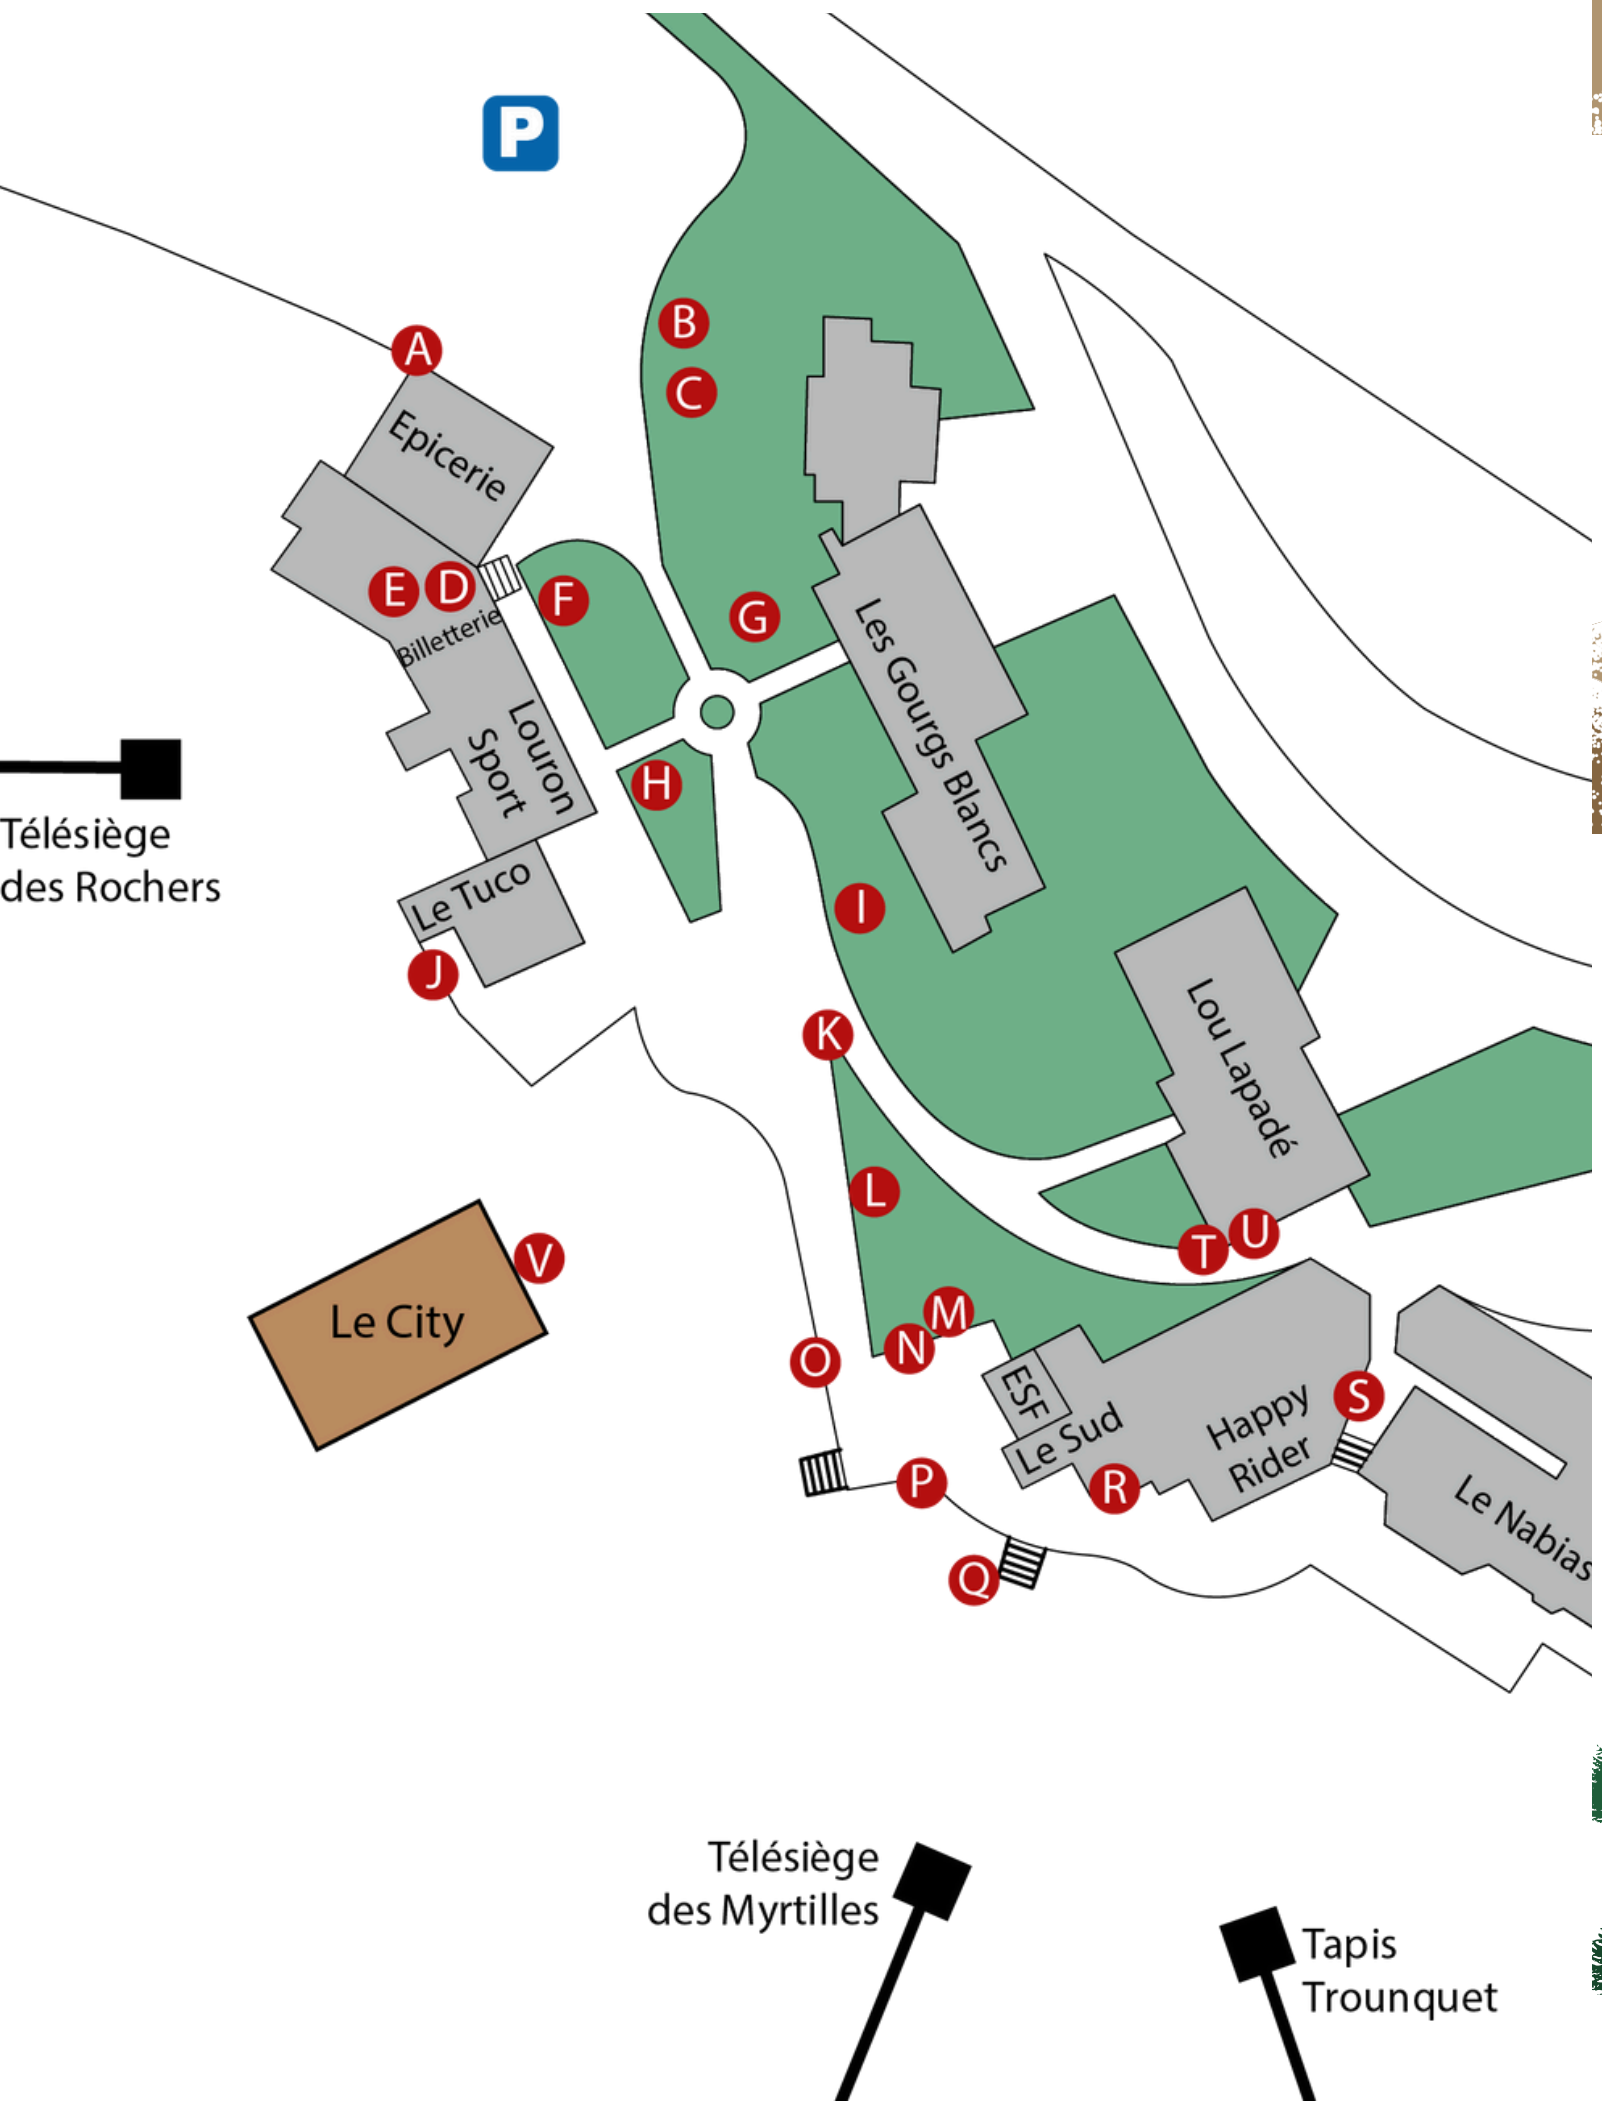 P
B
A
C
Epicerie
E
D
F
G
Billetterie
Les Gourgs Blancs
Louron
Sport
H
Télésiège
des Rochers
Le Tuco
I
J
K
Lou Lapadé
L
T
U
V
Le City
M
N
O
ESF
Le Sud
Happy
Rider
S
P
R
Le Nabias
Q
Télésiège
des Myrtilles
Tapis
Trounquet